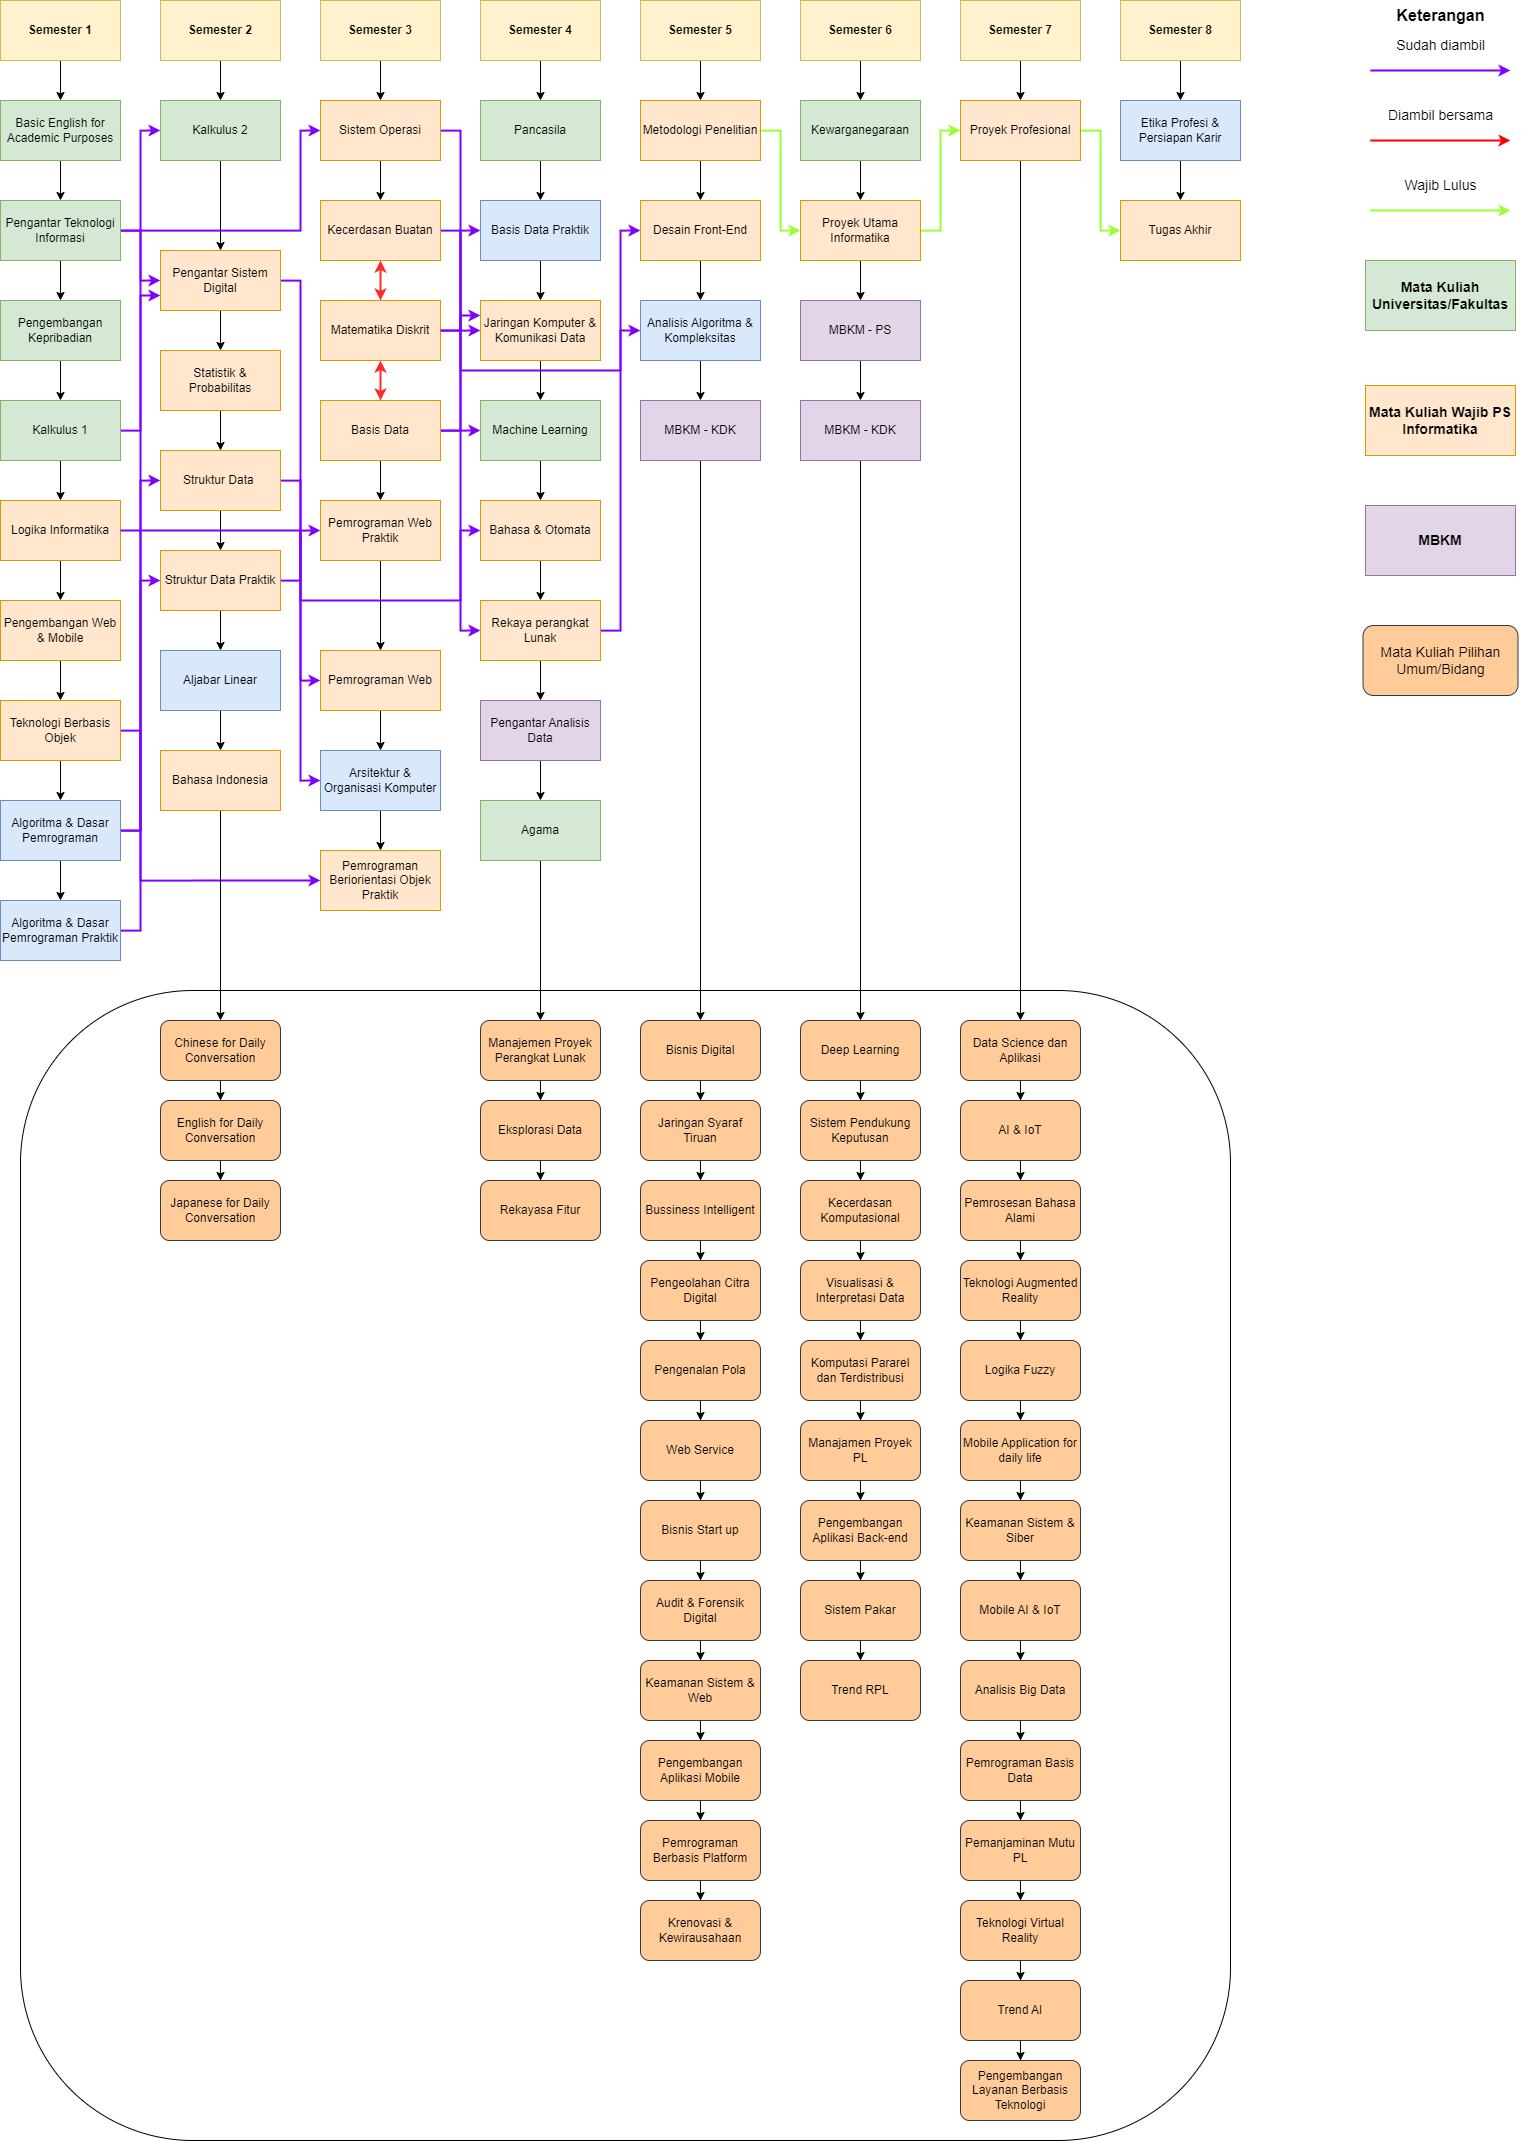 Semester 1
Basic English for
Academic Purposes
Pengantar Teknologi
Informasi
Pengembangan
Kepribadian
Kalkulus 1
Logika Informatika
Pengembangan Web
& Mobile
Teknologi Berbasis
Objek
Algoritma & Dasar
Pemrograman
Algoritma & Dasar
Pemrograman Praktik
Semester 2
Kalkulus 2
Pengantar Sistem
Digital
Statistik &
Probabilitas
Struktur Data
Struktur Data Praktik
Aljabar Linear
Bahasa Indonesia
Chinese for Daily
Conversation
English for Daily
Conversation
Japanese for Daily
Conversation
Semester 3
Sistem Operasi
Kecerdasan Buatan
Matematika Diskrit
Basis Data
Pemrograman Web
Praktik
Pemrograman Web
Arsitektur &
Organisasi Komputer
Pemrograman
Beriorientasi Objek
Praktik
Semester 4
Pancasila
Basis Data Praktik
Jaringan Komputer &
Komunikasi Data
Machine Learning
Bahasa & Otomata
Rekaya perangkat
Lunak
Pengantar Analisis
Data
Agama
Manajemen Proyek
Perangkat Lunak
Eksplorasi Data
Rekayasa Fitur
Semester 5
Metodologi Penelitian
Desain Front-End
Analisis Algoritma &
Kompleksitas
MBKM - KDK
Bisnis Digital
Jaringan Syaraf
Tiruan
Bussiness Intelligent
Pengeolahan Citra
Digital
Pengenalan Pola
Web Service
Bisnis Start up
Audit & Forensik
Digital
Keamanan Sistem &
Web
Pengembangan
Aplikasi Mobile
Pemrograman
Berbasis Platform
Krenovasi &
Kewirausahaan
Semester 6
Kewarganegaraan
Proyek Utama
Informatika
MBKM - PS
MBKM - KDK
Deep Learning
Sistem Pendukung
Keputusan
Kecerdasan
Komputasional
Visualisasi &
Interpretasi Data
Komputasi Pararel
dan Terdistribusi
Manajamen Proyek
PL
Pengembangan
Aplikasi Back-end
Sistem Pakar
Trend RPL
Semester 7
Proyek Profesional
Data Science dan
Aplikasi
AI & IoT
Pemrosesan Bahasa
Alami
Teknologi Augmented
Reality
Logika Fuzzy
Mobile Application for
daily life
Keamanan Sistem &
Siber
Mobile AI & IoT
Analisis Big Data
Pemrograman Basis
Data
Pemanjaminan Mutu
PL
Teknologi Virtual
Reality
Trend AI
Pengembangan
Layanan Berbasis
Teknologi
Semester 8
Etika Profesi &
Persiapan Karir
Tugas Akhir
Keterangan
Sudah diambil
Diambil bersama
Wajib Lulus
Mata Kuliah
Universitas/Fakultas
Mata Kuliah Wajib PS
Informatika
MBKM
Mata Kuliah Pilihan
Umum/Bidang